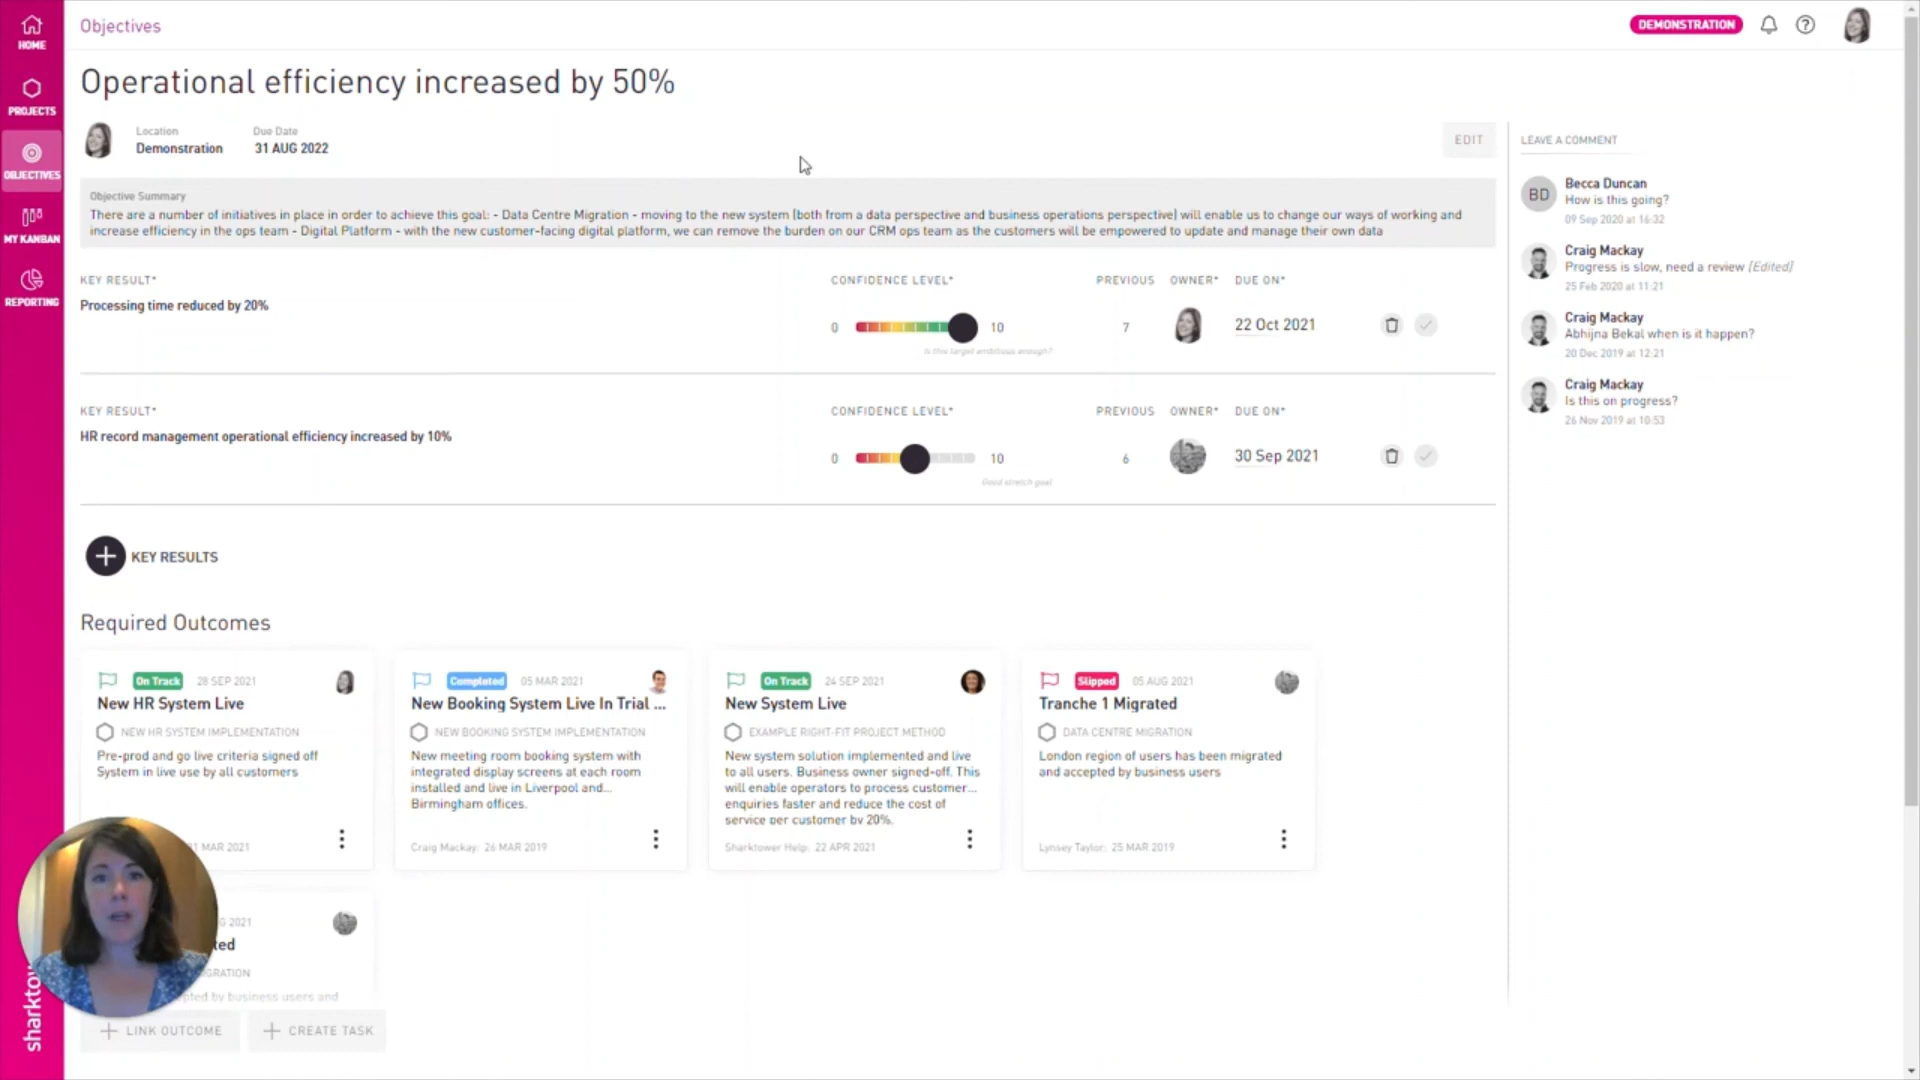 HOME
PROJECTS
OBJECTIVES
MY KANBAN
REPORTING
sharktow
Objectives
DEMONSTRATION
Operational efficiency increased by 50%
Location
Demonstration
Due Date
31 AUG 2022
EDIT
Objective Summary
There are a number of initiatives in place in order to achieve this goal: - Data Centre Migration - moving to the new system (both from a data perspective and business operations perspective) will enable us to change our ways of working and
increase efficiency in the ops team - Digital Platform - with the new customer-facing digital platform, we can remove the burden on our CRM ops team as the customers will be empowered to update and manage their own data
KEY RESULT* CONFIDENCE LEVEL* PREVIOUS OWNER* DUE ON*
Processing time reduced by 20%
0 10 7 22 Oct 2021
Is this target ambitious enough?
KEY RESULT* CONFIDENCE LEVEL* PREVIOUS OWNER* DUE ON*
HR record management operational efficiency increased by 10%
0 10 6 30 Sep 2021
Good stretch goal
KEY RESULTS
Required Outcomes
On Track 28 SEP 2021
New HR System Live
NEW HR SYSTEM IMPLEMENTATION
Pre-prod and go live criteria signed off
System in live use by all customers
1 MAR 2021
Completed 05 MAR 2021
New Booking System Live In Trial ...
NEW BOOKING SYSTEM IMPLEMENTATION
New meeting room booking system with
integrated display screens at each room
installed and live in Liverpool and...
Birmingham offices.
Craig Mackay: 26 MAR 2019
On Track 24 SEP 2021
New System Live
EXAMPLE RIGHT-FIT PROJECT METHOD
New system solution implemented and live
to all users. Business owner signed-off. This
will enable operators to process customer...
enquiries faster and reduce the cost of
service per customer by 20%.
Sharktower Help: 22 APR 2021
Slipped 05 AUG 2021
Tranche 1 Migrated
DATA CENTRE MIGRATION
London region of users has been migrated
and accepted by business users
Lynsey Taylor: 25 MAR 2019
G 2021
ted
GRATION
pted by business users and
LINK OUTCOME
CREATE TASK
LEAVE A COMMENT
BD
Becca Duncan
How is this going?
09 Sep 2020 at 16:32
Craig Mackay
Progress is slow, need a review [Edited]
25 Feb 2020 at 11:21
Craig Mackay
Abhijna Bekal when is it happen?
20 Dec 2019 at 12:21
Craig Mackay
Is this on progress?
26 Nov 2019 at 10:53